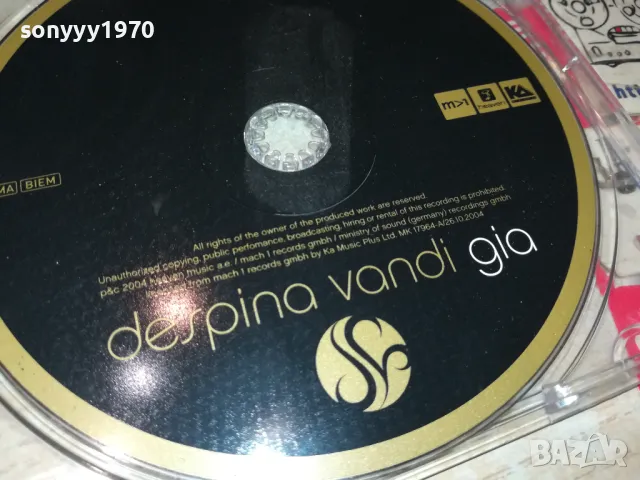 sonyyy1970
m>1
heaven
KA
MA BIEM
All rights of the owner of the produced work are reserved.
Unauthorized copying, public perfomance, broadcasting, hiring or rental of this recording is prohibited.
p&c 2004 heaven music a.e. / mach 1 records gmbh / ministry of sound (germany) recordings gmbh
from mach 1 records gmbh by Ka Music Plus Ltd. MK 17964-A/26.10.2004
despina vandi gia
BAZAR